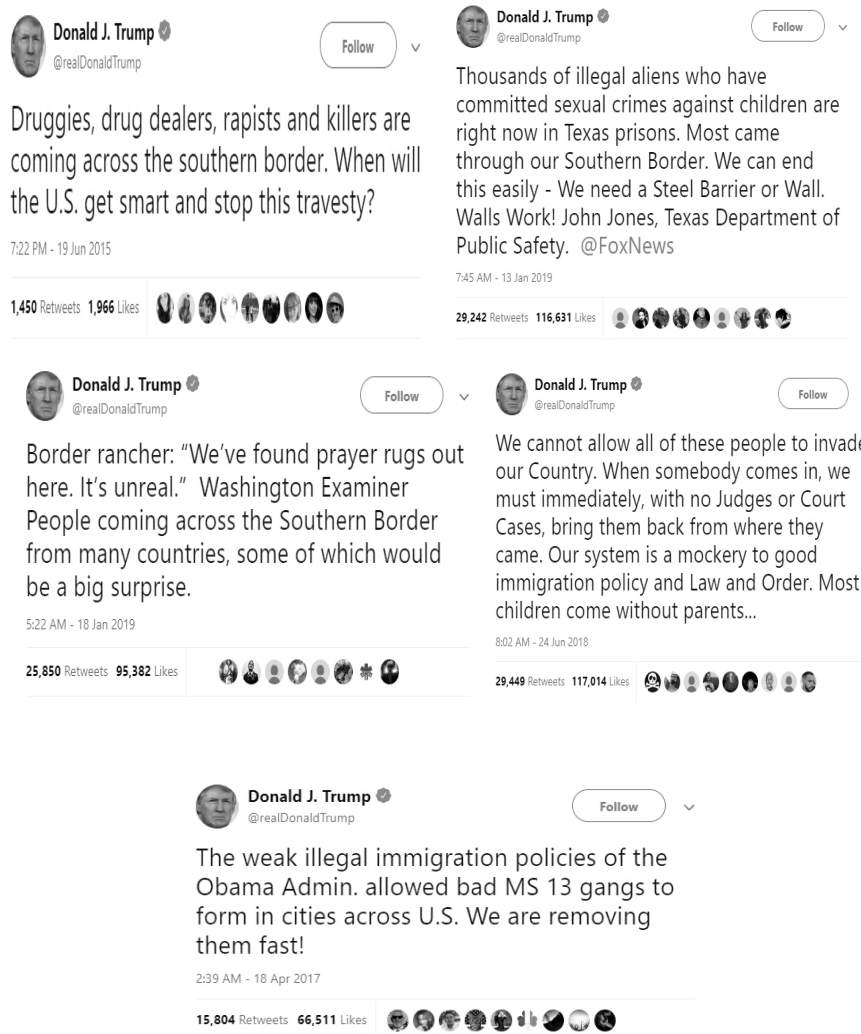 Donald J. Trump
@realDonaldTrump
Follow
Druggies, drug dealers, rapists and killers are
coming across the southern border. When will
the U.S. get smart and stop this travesty?
7:22 PM - 19 Jun 2015
1,450 Retweets 1,966 Likes
Donald J. Trump
@realDonaldTrump
Follow
Thousands of illegal aliens who have
committed sexual crimes against children are
right now in Texas prisons. Most came
through our Southern Border. We can end
this easily - We need a Steel Barrier or Wall.
Walls Work! John Jones, Texas Department of
Public Safety. @FoxNews
7:45 AM - 13 Jan 2019
29,242 Retweets 116,631 Likes
Donald J. Trump
@realDonaldTrump
Follow
Border rancher: “We’ve found prayer rugs out
here. It’s unreal.” Washington Examiner
People coming across the Southern Border
from many countries, some of which would
be a big surprise.
5:22 AM - 18 Jan 2019
25,850 Retweets 95,382 Likes
Donald J. Trump
@realDonaldTrump
Follow
We cannot allow all of these people to invade
our Country. When somebody comes in, we
must immediately, with no Judges or Court
Cases, bring them back from where they
came. Our system is a mockery to good
immigration policy and Law and Order. Most
children come without parents...
8:02 AM - 24 Jun 2018
29,449 Retweets 117,014 Likes
Donald J. Trump
@realDonaldTrump
Follow
The weak illegal immigration policies of the
Obama Admin. allowed bad MS 13 gangs to
form in cities across U.S. We are removing
them fast!
2:39 AM - 18 Apr 2017
15,804 Retweets 66,511 Likes